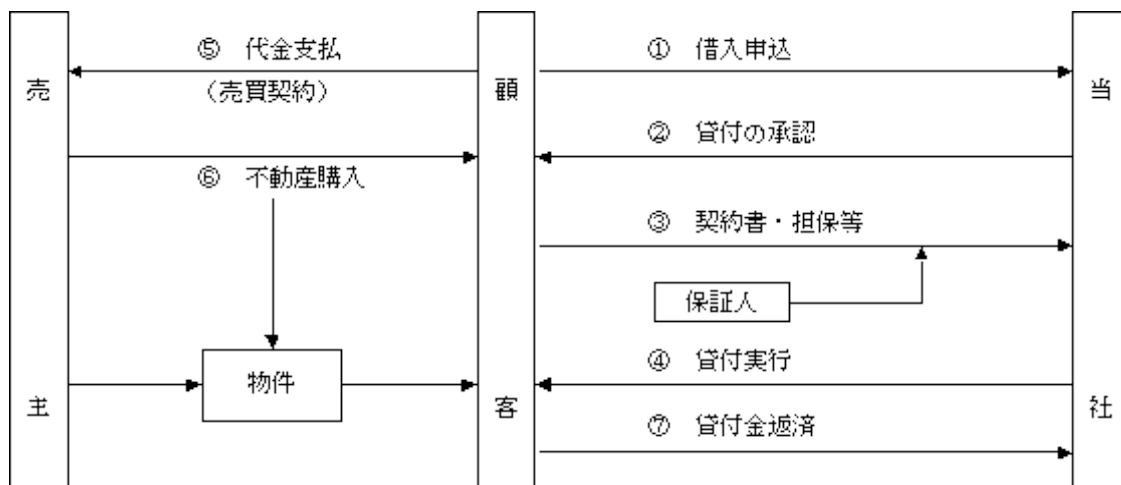 ⑤ 代金支払
(売買契約)
⑥ 不動産購入
① 借入申込
② 貸付の承認
③ 契約書・担保等
保証人
④ 貸付実行
⑦ 貸付金返済
物件
売主
顧客
当社